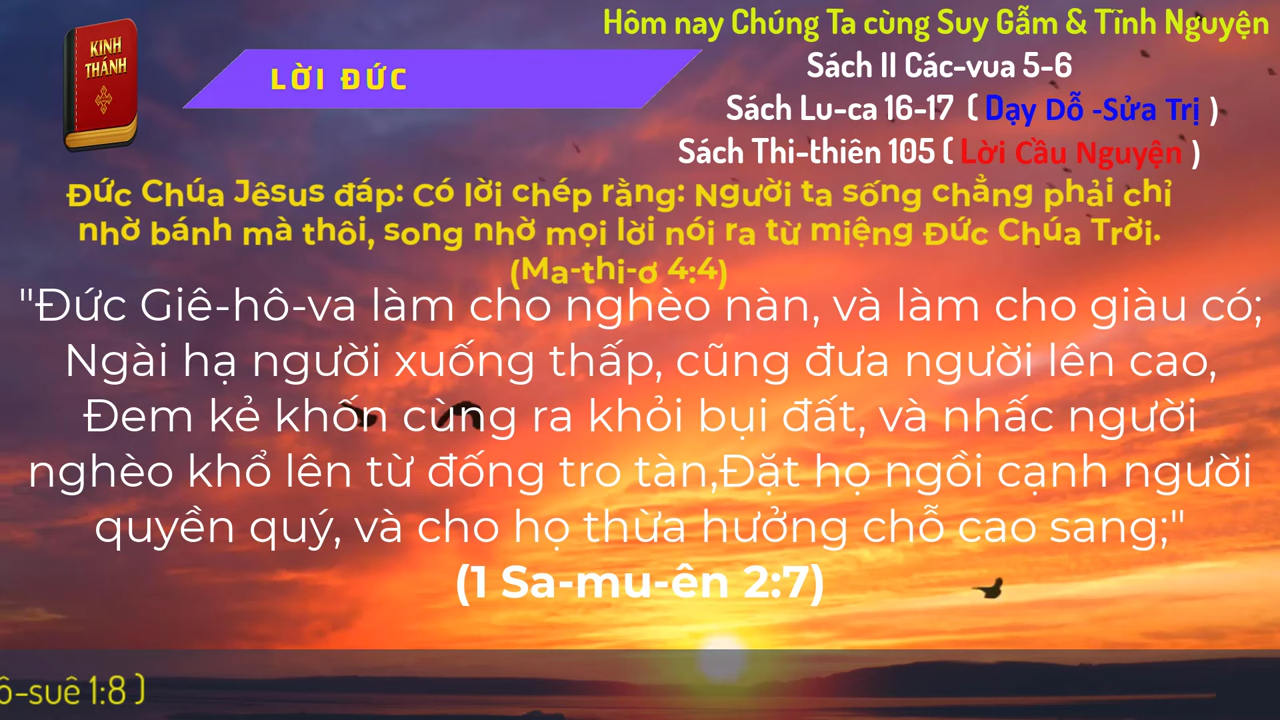 KINH
THÁNH
LỜI ĐỨC
Hôm nay Chúng Ta cùng Suy Gẫm & Tĩnh Nguyện
Sách II Các-vua 5-6
Sách Lu-ca 16-17 ( Dạy Dỗ -Sửa Trị )
Sách Thi-thiên 105 ( Lời Cầu Nguyện )
Đức Chúa Jêsus đáp: Có lời chép rằng: Người ta sống chẳng phải chỉ
nhờ bánh mà thôi, song nhờ mọi lời nói ra từ miệng Đức Chúa Trời.
(Ma-thi-ơ 4:4)
"Đức Giê-hô-va làm cho nghèo nàn, và làm cho giàu có;
Ngài hạ người xuống thấp, cũng đưa người lên cao,
Đem kẻ khốn cùng ra khỏi bụi đất, và nhấc người
nghèo khổ lên từ đống tro tàn,Đặt họ ngồi cạnh người
quyền quý, và cho họ thừa hưởng chỗ cao sang;"
(1 Sa-mu-ên 2:7)
ô-suê 1:8 )